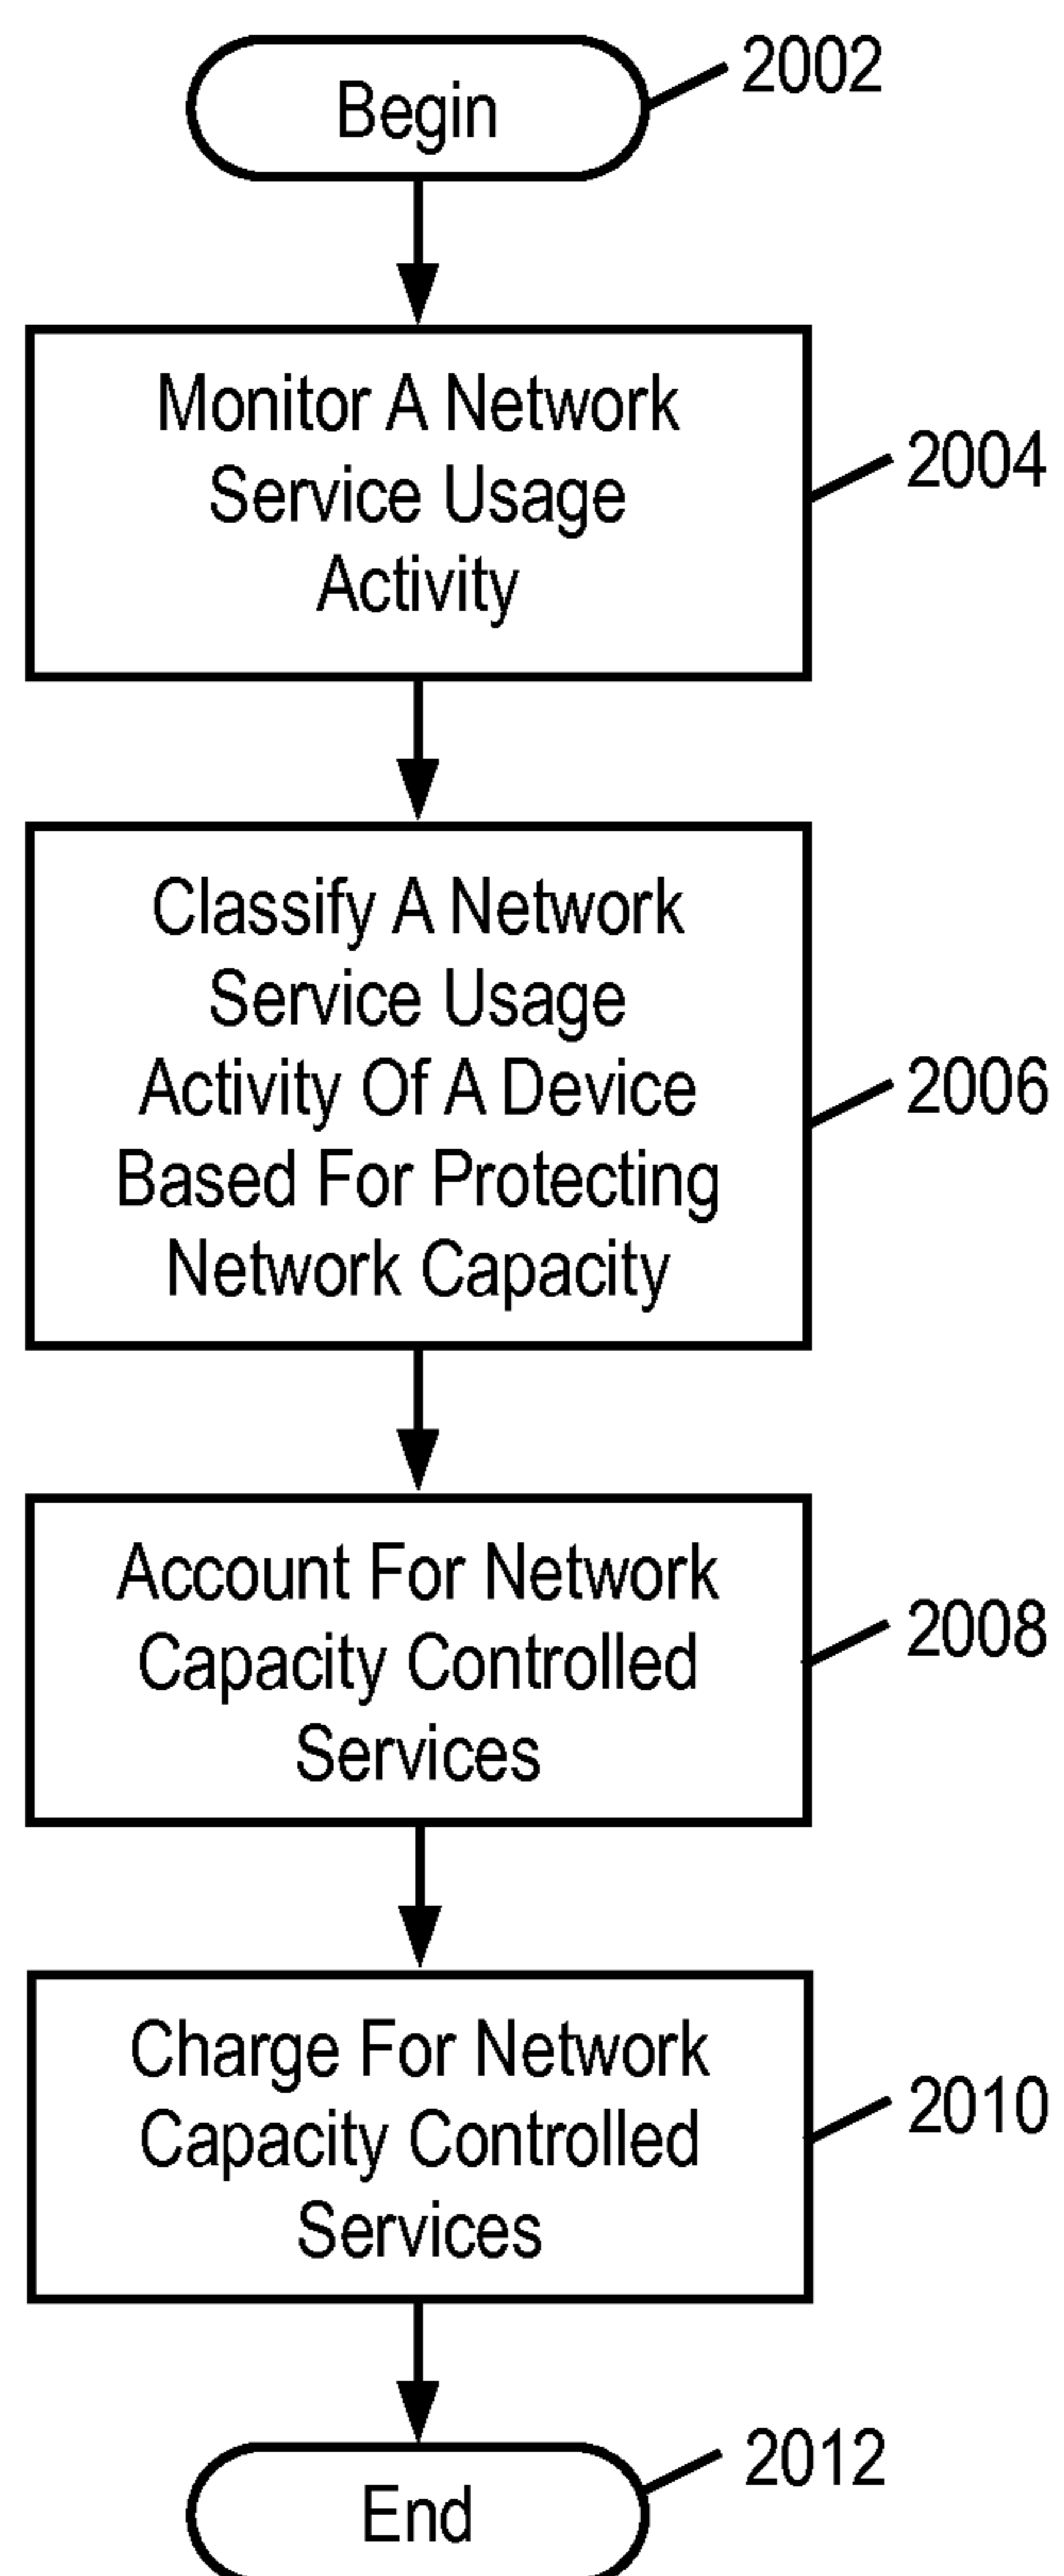 Begin
2002
Monitor A Network
Service Usage
Activity
2004
Classify A Network
Service Usage
Activity Of A Device
Based For Protecting
Network Capacity
2006
Account For Network
Capacity Controlled
Services
2008
Charge For Network
Capacity Controlled
Services
2010
End
2012